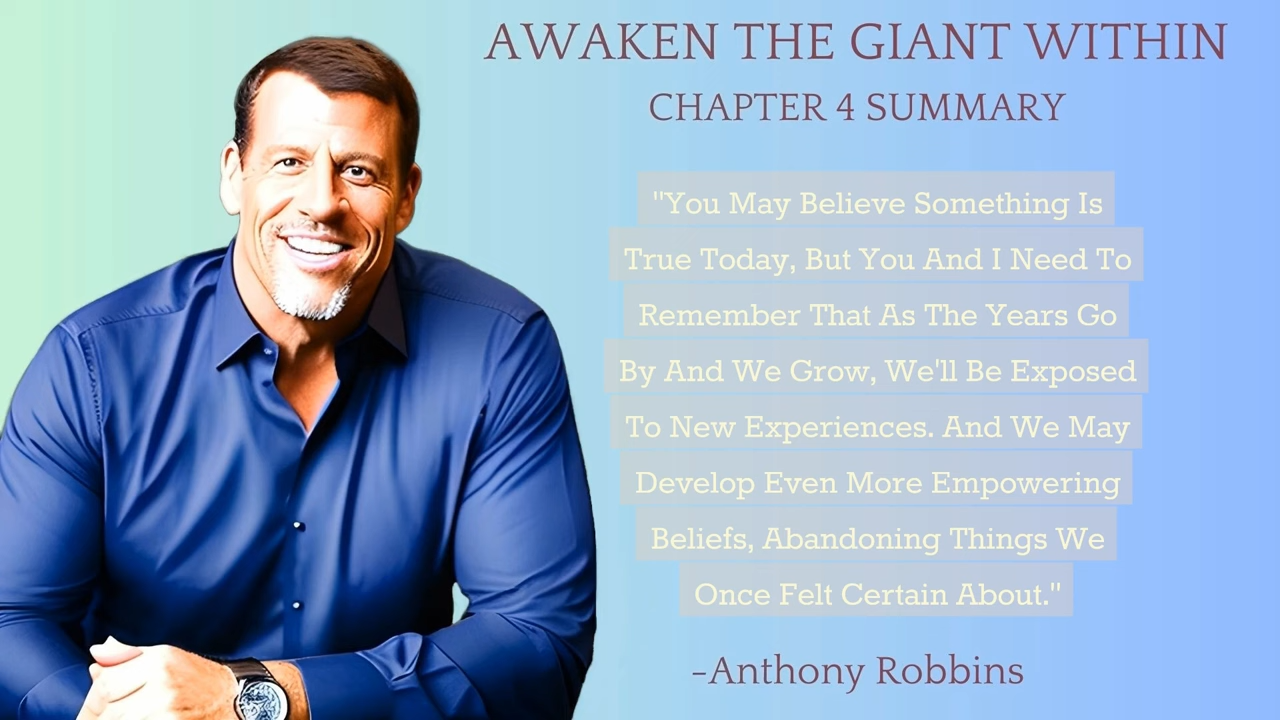 AWAKEN THE GIANT WITHIN
CHAPTER 4 SUMMARY
"You May Believe Something Is
True Today, But You And I Need To
Remember That As The Years Go
By And We Grow, We'll Be Exposed
To New Experiences. And We May
Develop Even More Empowering
Beliefs, Abandoning Things We
Once Felt Certain About."
-Anthony Robbins